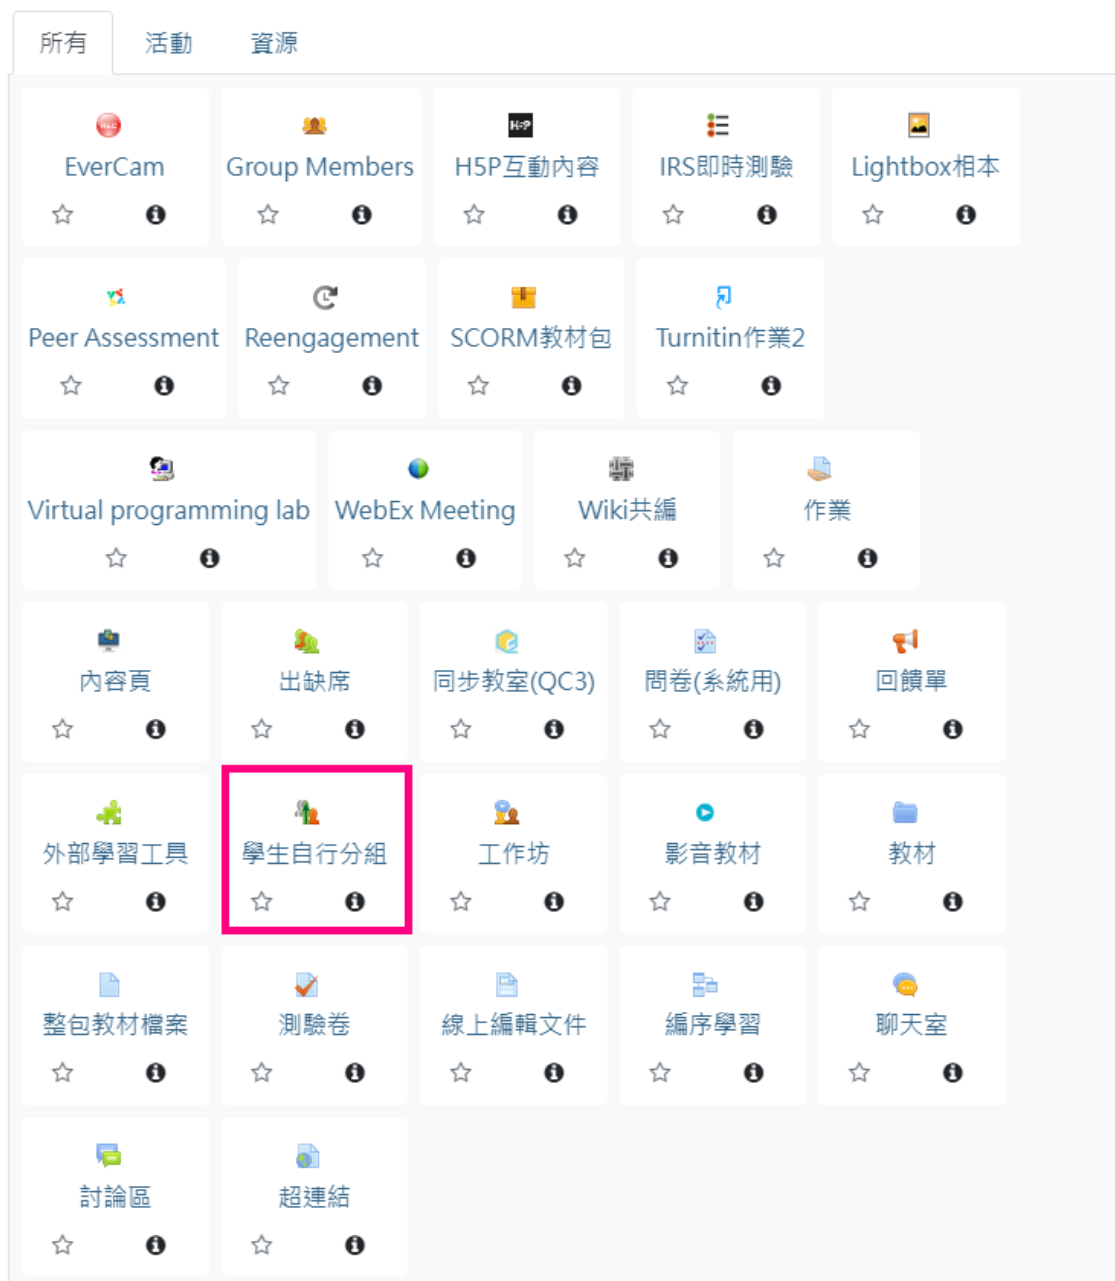 所有 活動 資源
REC
H5P
EverCam Group Members H5P互動內容 IRS即時測驗 Lightbox相本
Peer Assessment Reengagement SCORM教材包 Turnitin作業2
Virtual programming lab WebEx Meeting Wiki共編 作業
內容頁 出缺席 同步教室(QC3) 問卷(系統用) 回饋單
外部學習工具 學生自行分組 工作坊 影音教材 教材
整包教材檔案 測驗卷 線上編輯文件 編序學習 聊天室
討論區 超連結